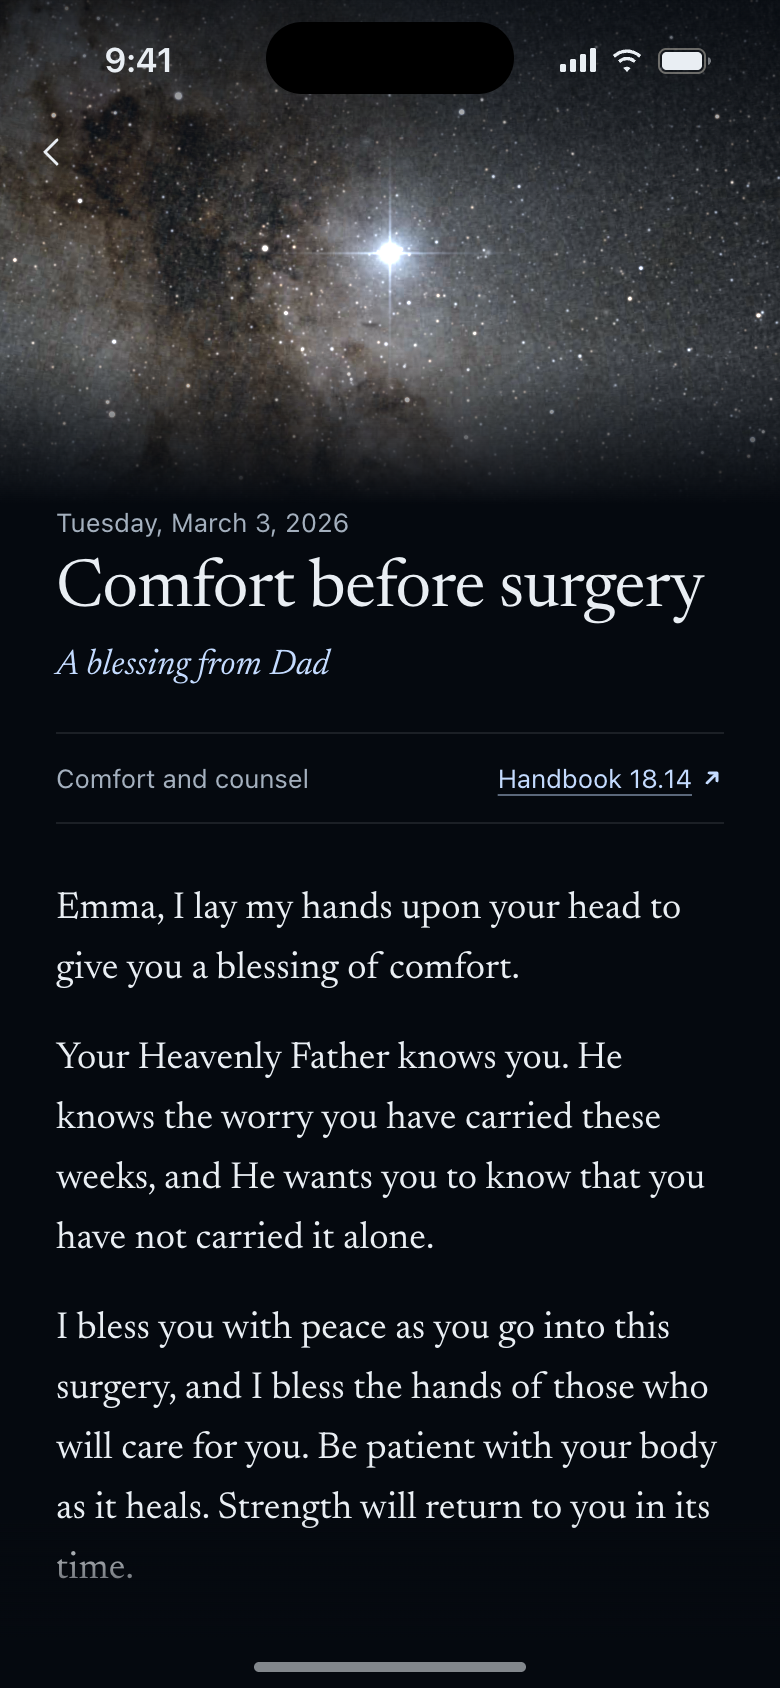 9:41
Tuesday, March 3, 2026
Comfort before surgery
A blessing from Dad
Comfort and counsel
Handbook 18.14 ↗
Emma, I lay my hands upon your head to
give you a blessing of comfort.
Your Heavenly Father knows you. He
knows the worry you have carried these
weeks, and He wants you to know that you
have not carried it alone.
I bless you with peace as you go into this
surgery, and I bless the hands of those who
will care for you. Be patient with your body
as it heals. Strength will return to you in its
time.